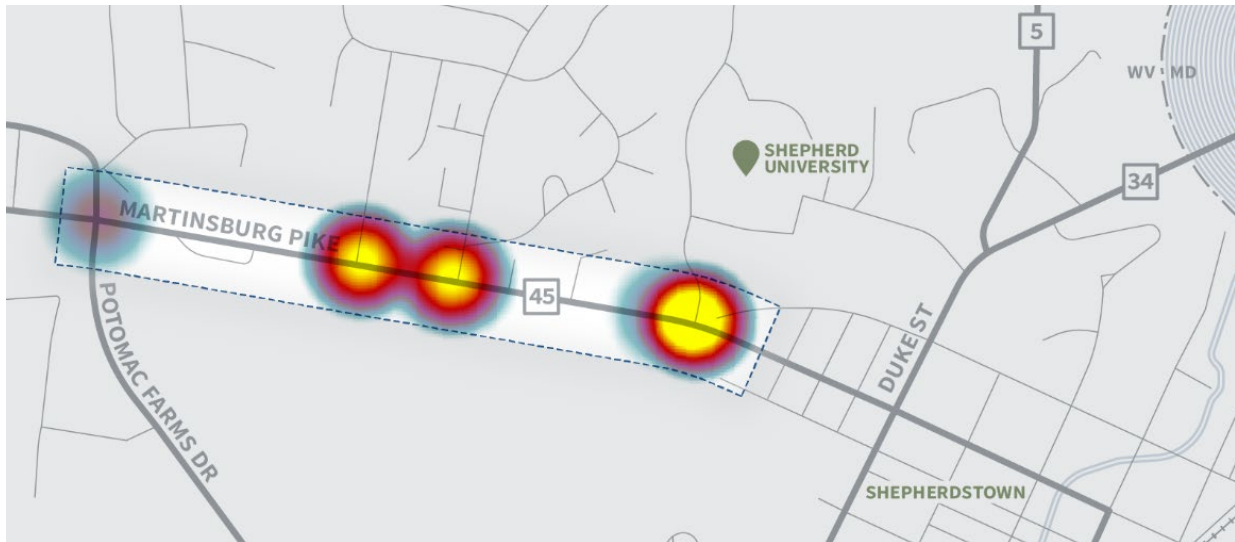 5
WV
MD
SHEPHERD
UNIVERSITY
34
MARTINSBURG PIKE
45
POTOMAC FARMS DR
DUKE ST
SHEPHERDSTOWN